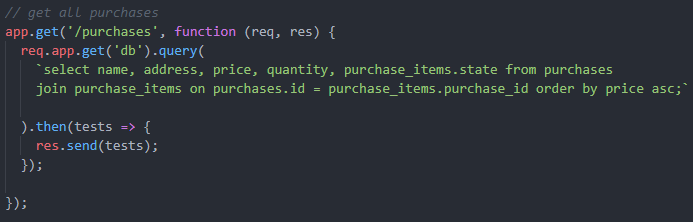 // get all purchases
app.get('/purchases', function (req, res) {
req.app.get('db').query(
`select name, address, price, quantity, purchase_items.state from purchases
join purchase_items on purchases.id = purchase_items.purchase_id order by price asc;`
).then(tests => {
res.send(tests);
});
});